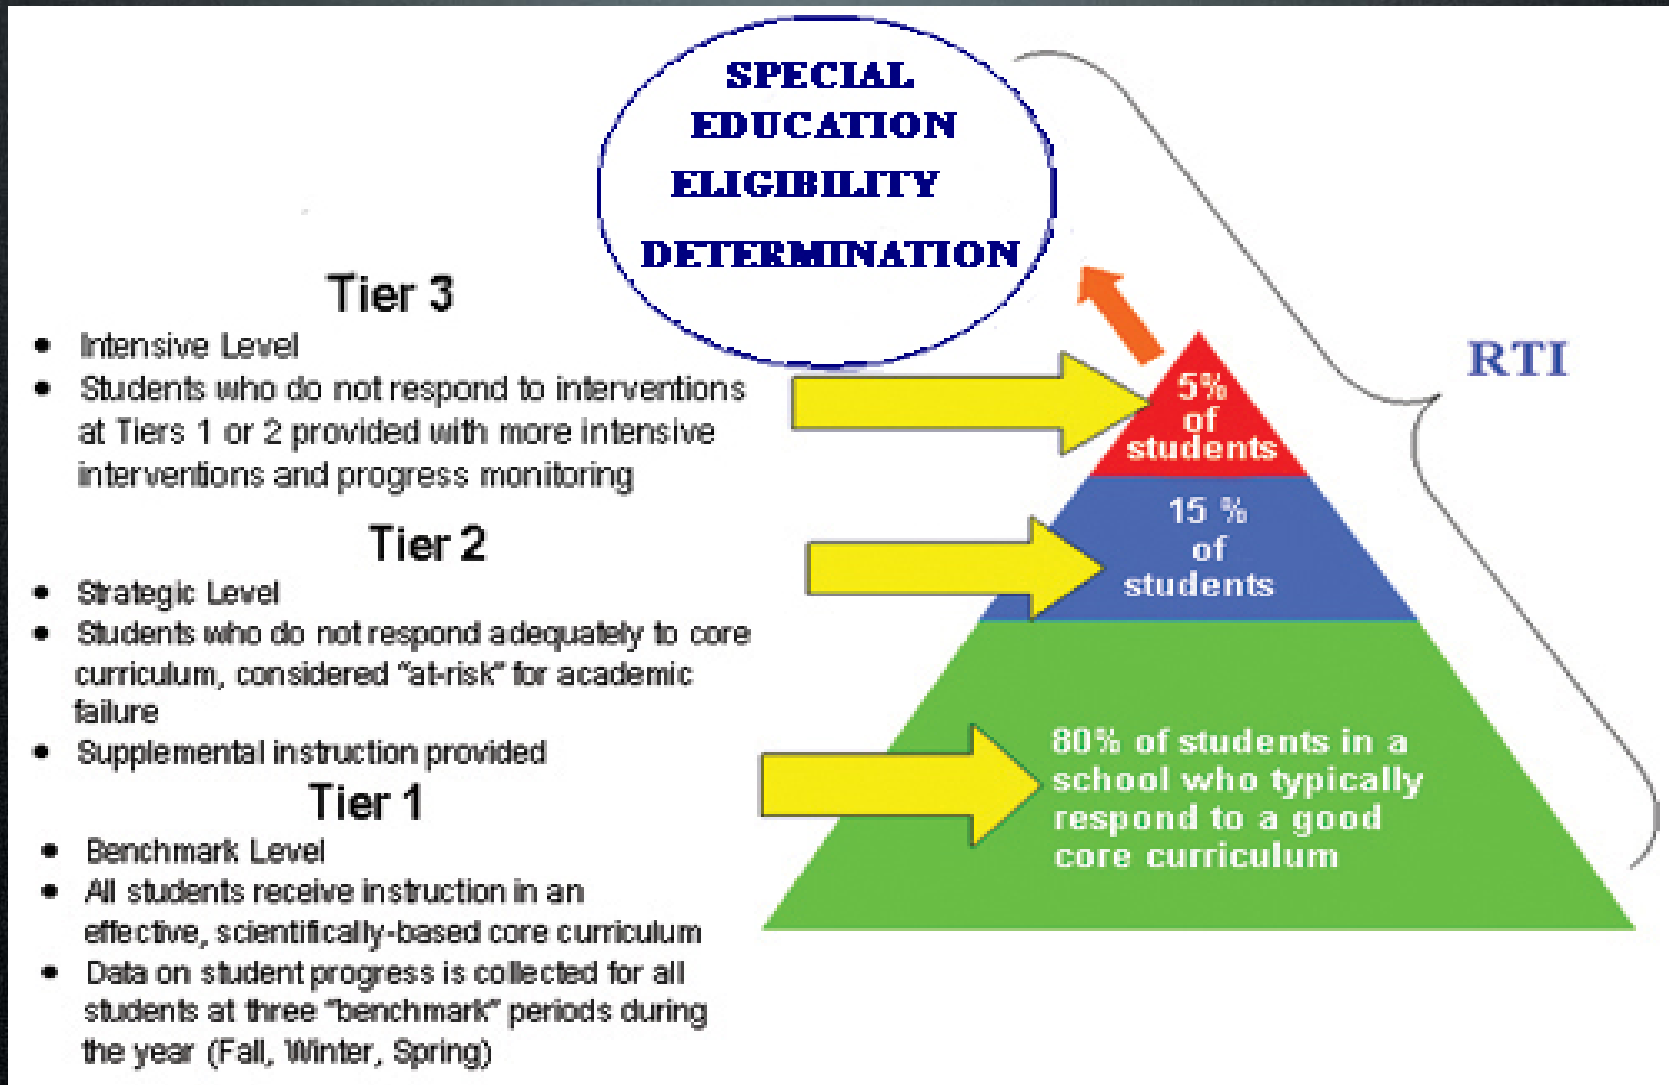 SPECIAL
EDUCATION
ELIGIBILITY
DETERMINATION
Tier 3
• Intensive Level
• Students who do not respond to interventions
at Tiers 1 or 2 provided with more intensive
interventions and progress monitoring
Tier 2
• Strategic Level
• Students who do not respond adequately to core
curriculum, considered "at-risk" for academic
failure
• Supplemental instruction provided
Tier 1
• Benchmark Level
• All students receive instruction in an
effective, scientifically-based core curriculum
• Data on student progress is collected for all
students at three "benchmark" periods during
the year (Fall, Winter, Spring)
5%
of
students
15 %
of
students
80% of students in a
school who typically
respond to a good
core curriculum
RTI